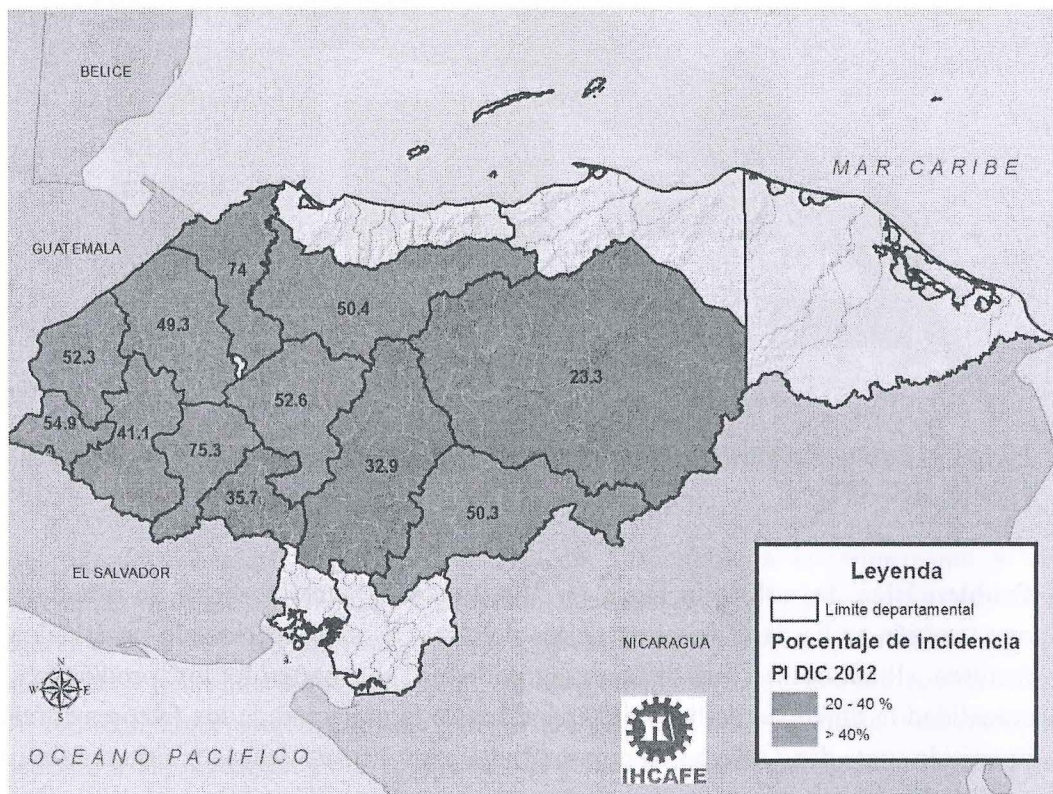 BELICE
MAR CARIBE
GUATEMALA
74
50.4
49.3
52.3
23.3
52.6
54.9
41.1
75.3
32.9
35.7
50.3
EL SALVADOR
NICARAGUA
Leyenda
Límite departamental
Porcentaje de incidencia
PI DIC 2012
20 - 40 %
> 40%
N
W E
S
OCEANO PACIFICO
IHCAFE